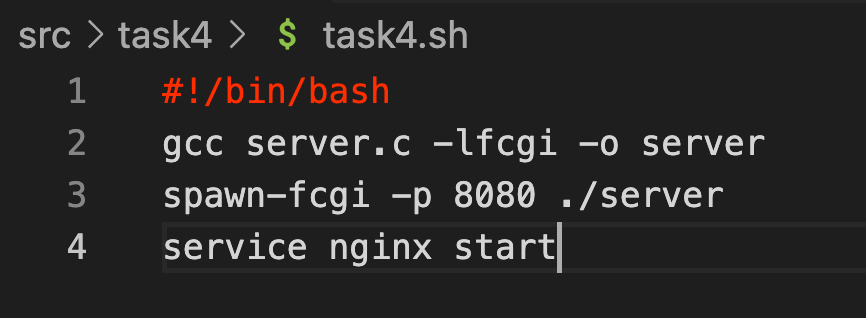 src > task4 > $ task4.sh
1 #!/bin/bash
2 gcc server.c -lfcgi -o server
3 spawn-fcgi -p 8080 ./server
4 service nginx start